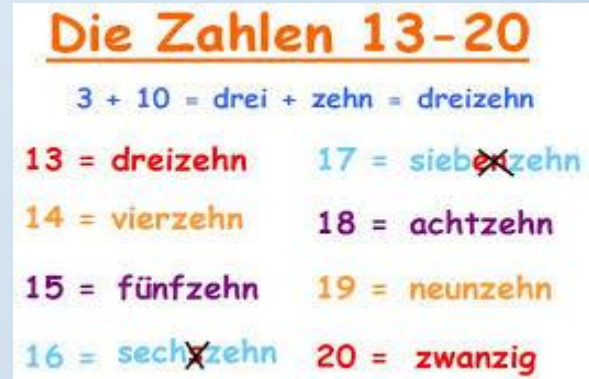 Die Zahlen 13-20
3 + 10 = drei + zehn = dreizehn
13 = dreizehn
14 = vierzehn
15 = fünfzehn
16 = sechszehn
17 = siebenzehn
18 = achtzehn
19 = neunzehn
20 = zwanzig